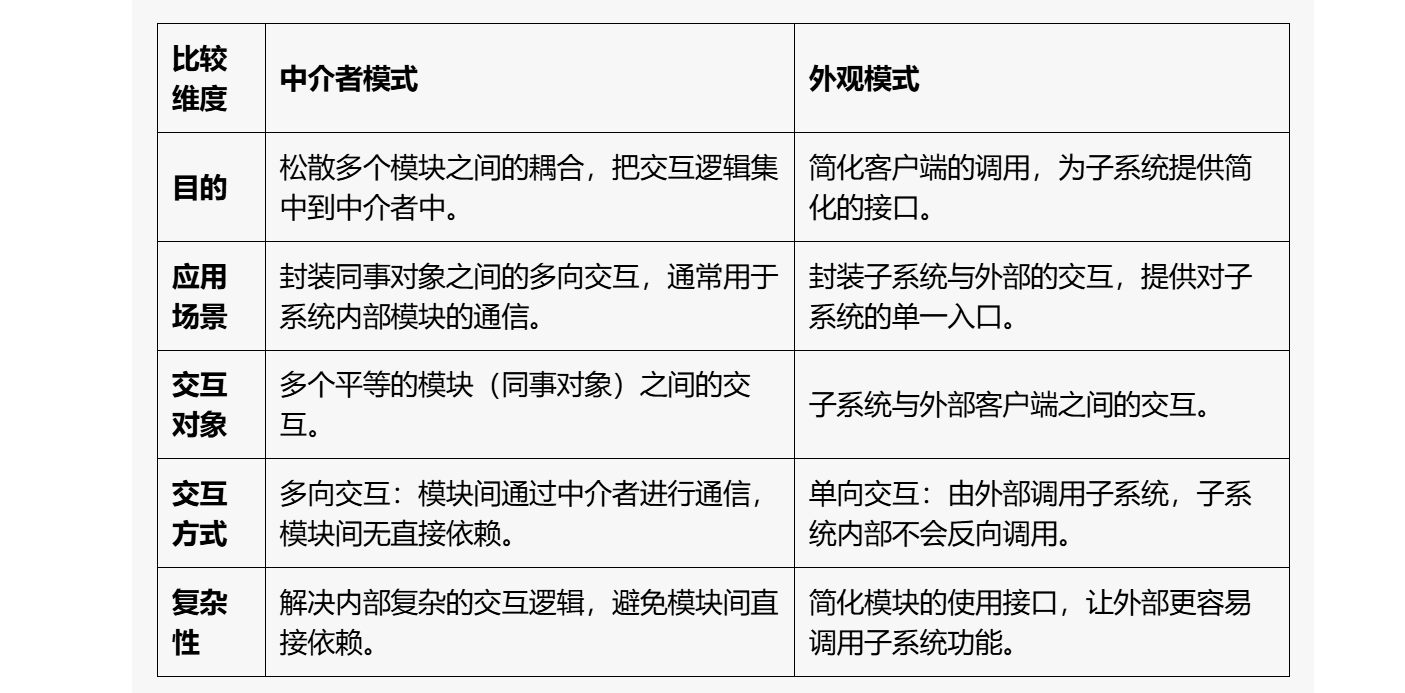 比较
维度
中介者模式
外观模式
目的
松散多个模块之间的耦合，把交互逻辑集
中到中介者中。
简化客户端的调用，为子系统提供简
化的接口。
应用
场景
封装同事对象之间的多向交互，通常用于
系统内部模块的通信。
封装子系统与外部的交互，提供对子
系统的单一入口。
交互
对象
多个平等的模块（同事对象）之间的交
互。
子系统与外部客户端之间的交互。
交互
方式
多向交互：模块间通过中介者进行通信，
模块间无直接依赖。
单向交互：由外部调用子系统，子系
统内部不会反向调用。
复杂
性
解决内部复杂的交互逻辑，避免模块间直
接依赖。
简化模块的使用接口，让外部更容易
调用子系统功能。